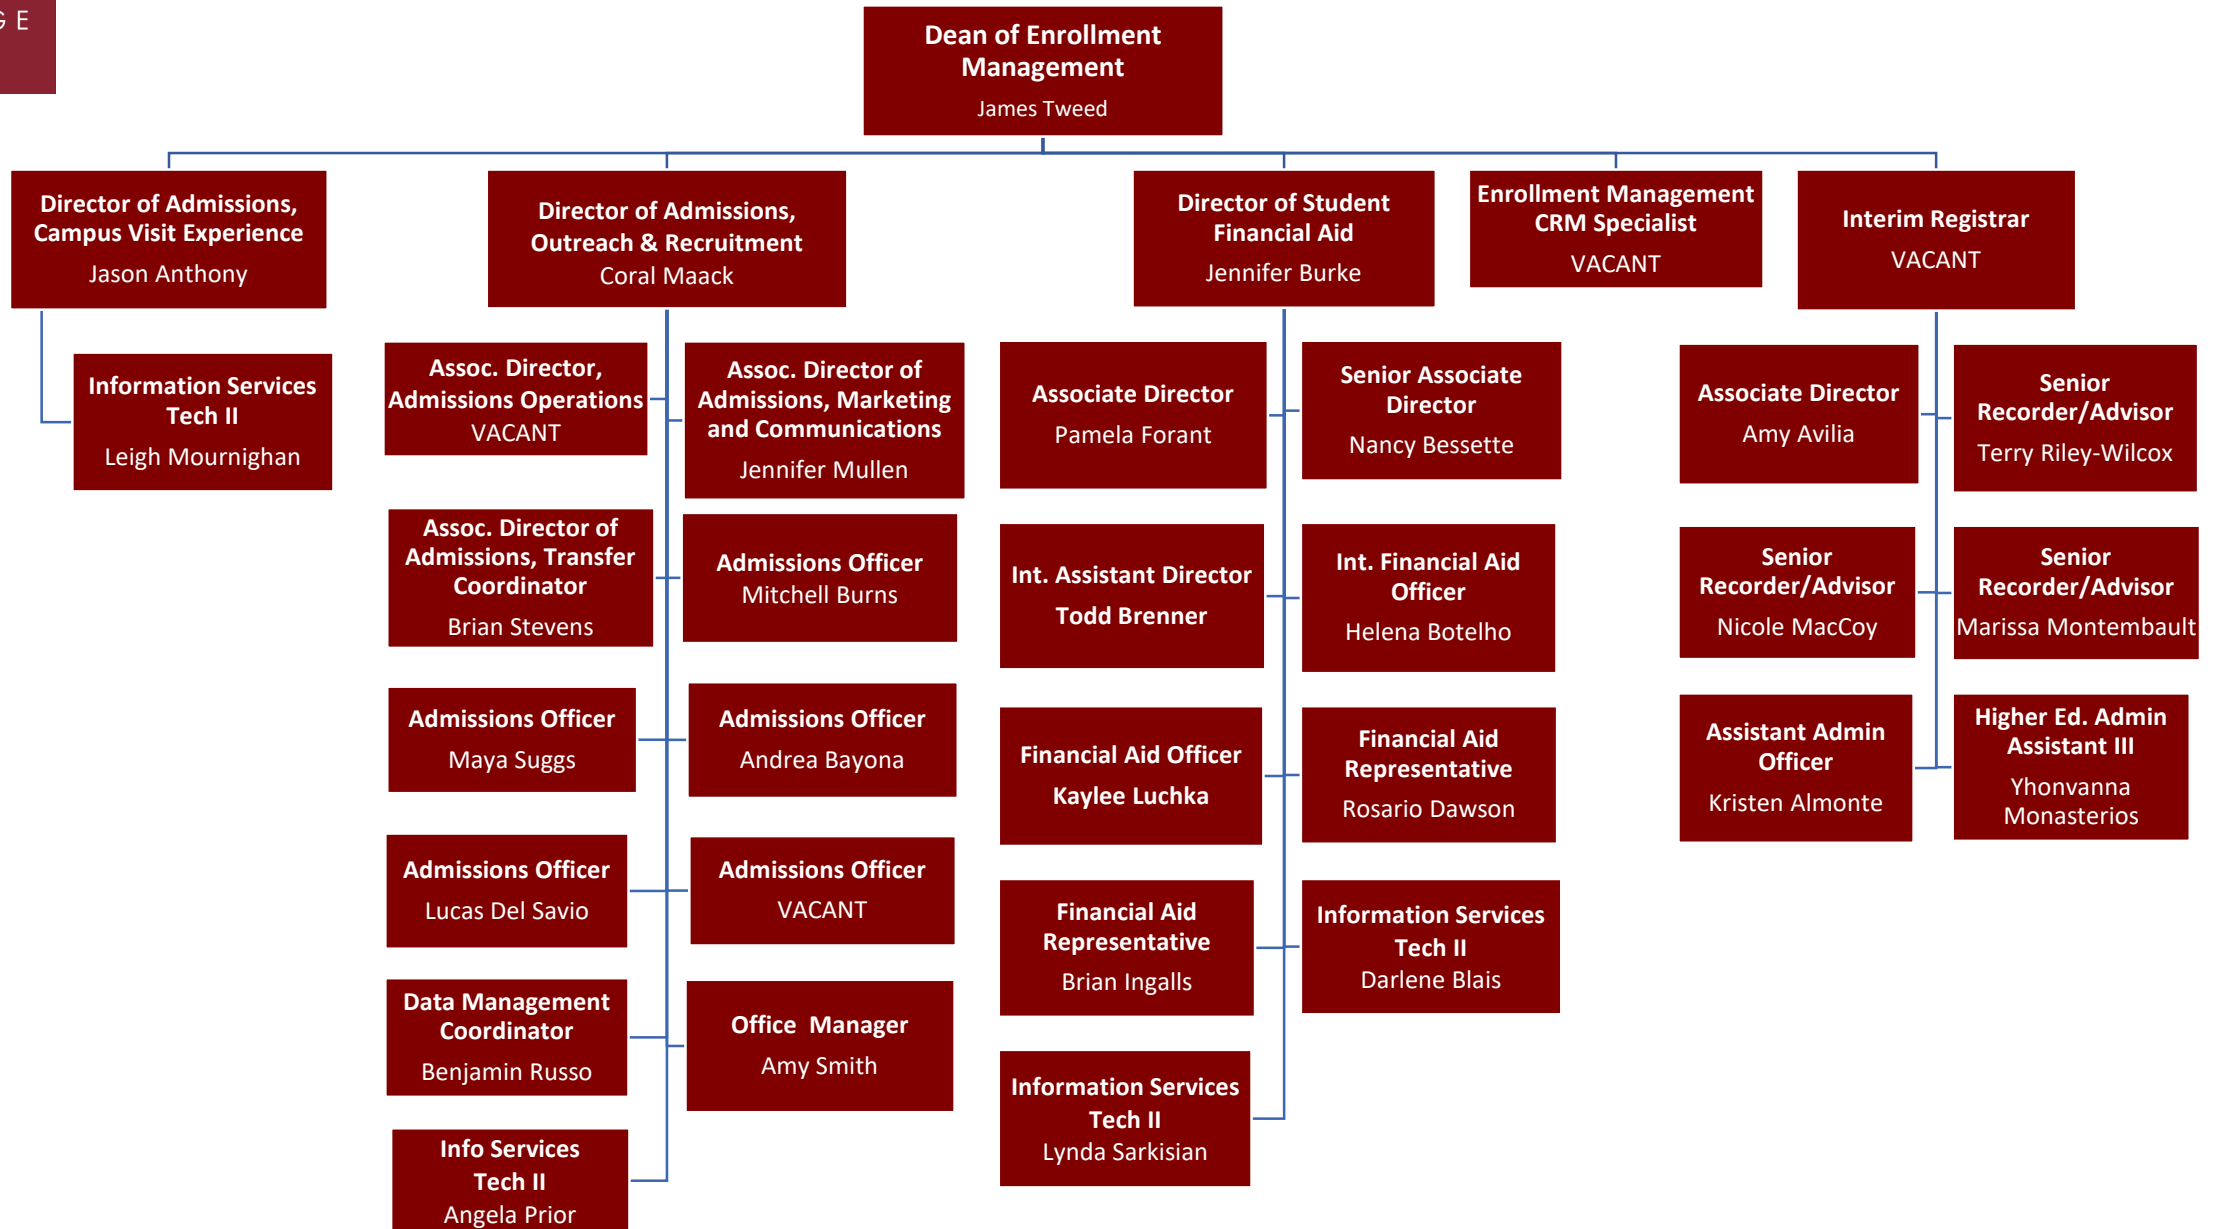 G E
Dean of Enrollment
Management
James Tweed
Director of Admissions,
Campus Visit Experience
Jason Anthony
Director of Admissions,
Outreach & Recruitment
Coral Maack
Director of Student
Financial Aid
Jennifer Burke
Enrollment Management
CRM Specialist
VACANT
Interim Registrar
VACANT
Information Services
Tech II
Leigh Mournighan
Assoc. Director,
Admissions Operations
VACANT
Assoc. Director of
Admissions, Marketing
and Communications
Jennifer Mullen
Assoc. Director of
Admissions, Transfer
Coordinator
Brian Stevens
Admissions Officer
Mitchell Burns
Admissions Officer
Maya Suggs
Admissions Officer
Andrea Bayona
Admissions Officer
Lucas Del Savio
Admissions Officer
VACANT
Data Management
Coordinator
Benjamin Russo
Office  Manager
Amy Smith
Info Services
Tech II
Angela Prior
Associate Director
Pamela Forant
Senior Associate
Director
Nancy Bessette
Int. Assistant Director
Todd Brenner
Int. Financial Aid
Officer
Helena Botelho
Financial Aid Officer
Kaylee Luchka
Financial Aid
Representative
Rosario Dawson
Financial Aid
Representative
Brian Ingalls
Information Services
Tech II
Darlene Blais
Information Services
Tech II
Lynda Sarkisian
Associate Director
Amy Avilia
Senior
Recorder/Advisor
Terry Riley-Wilcox
Senior
Recorder/Advisor
Nicole MacCoy
Senior
Recorder/Advisor
Marissa Montembault
Assistant Admin
Officer
Kristen Almonte
Higher Ed. Admin
Assistant III
Yhonvanna
Monasterios